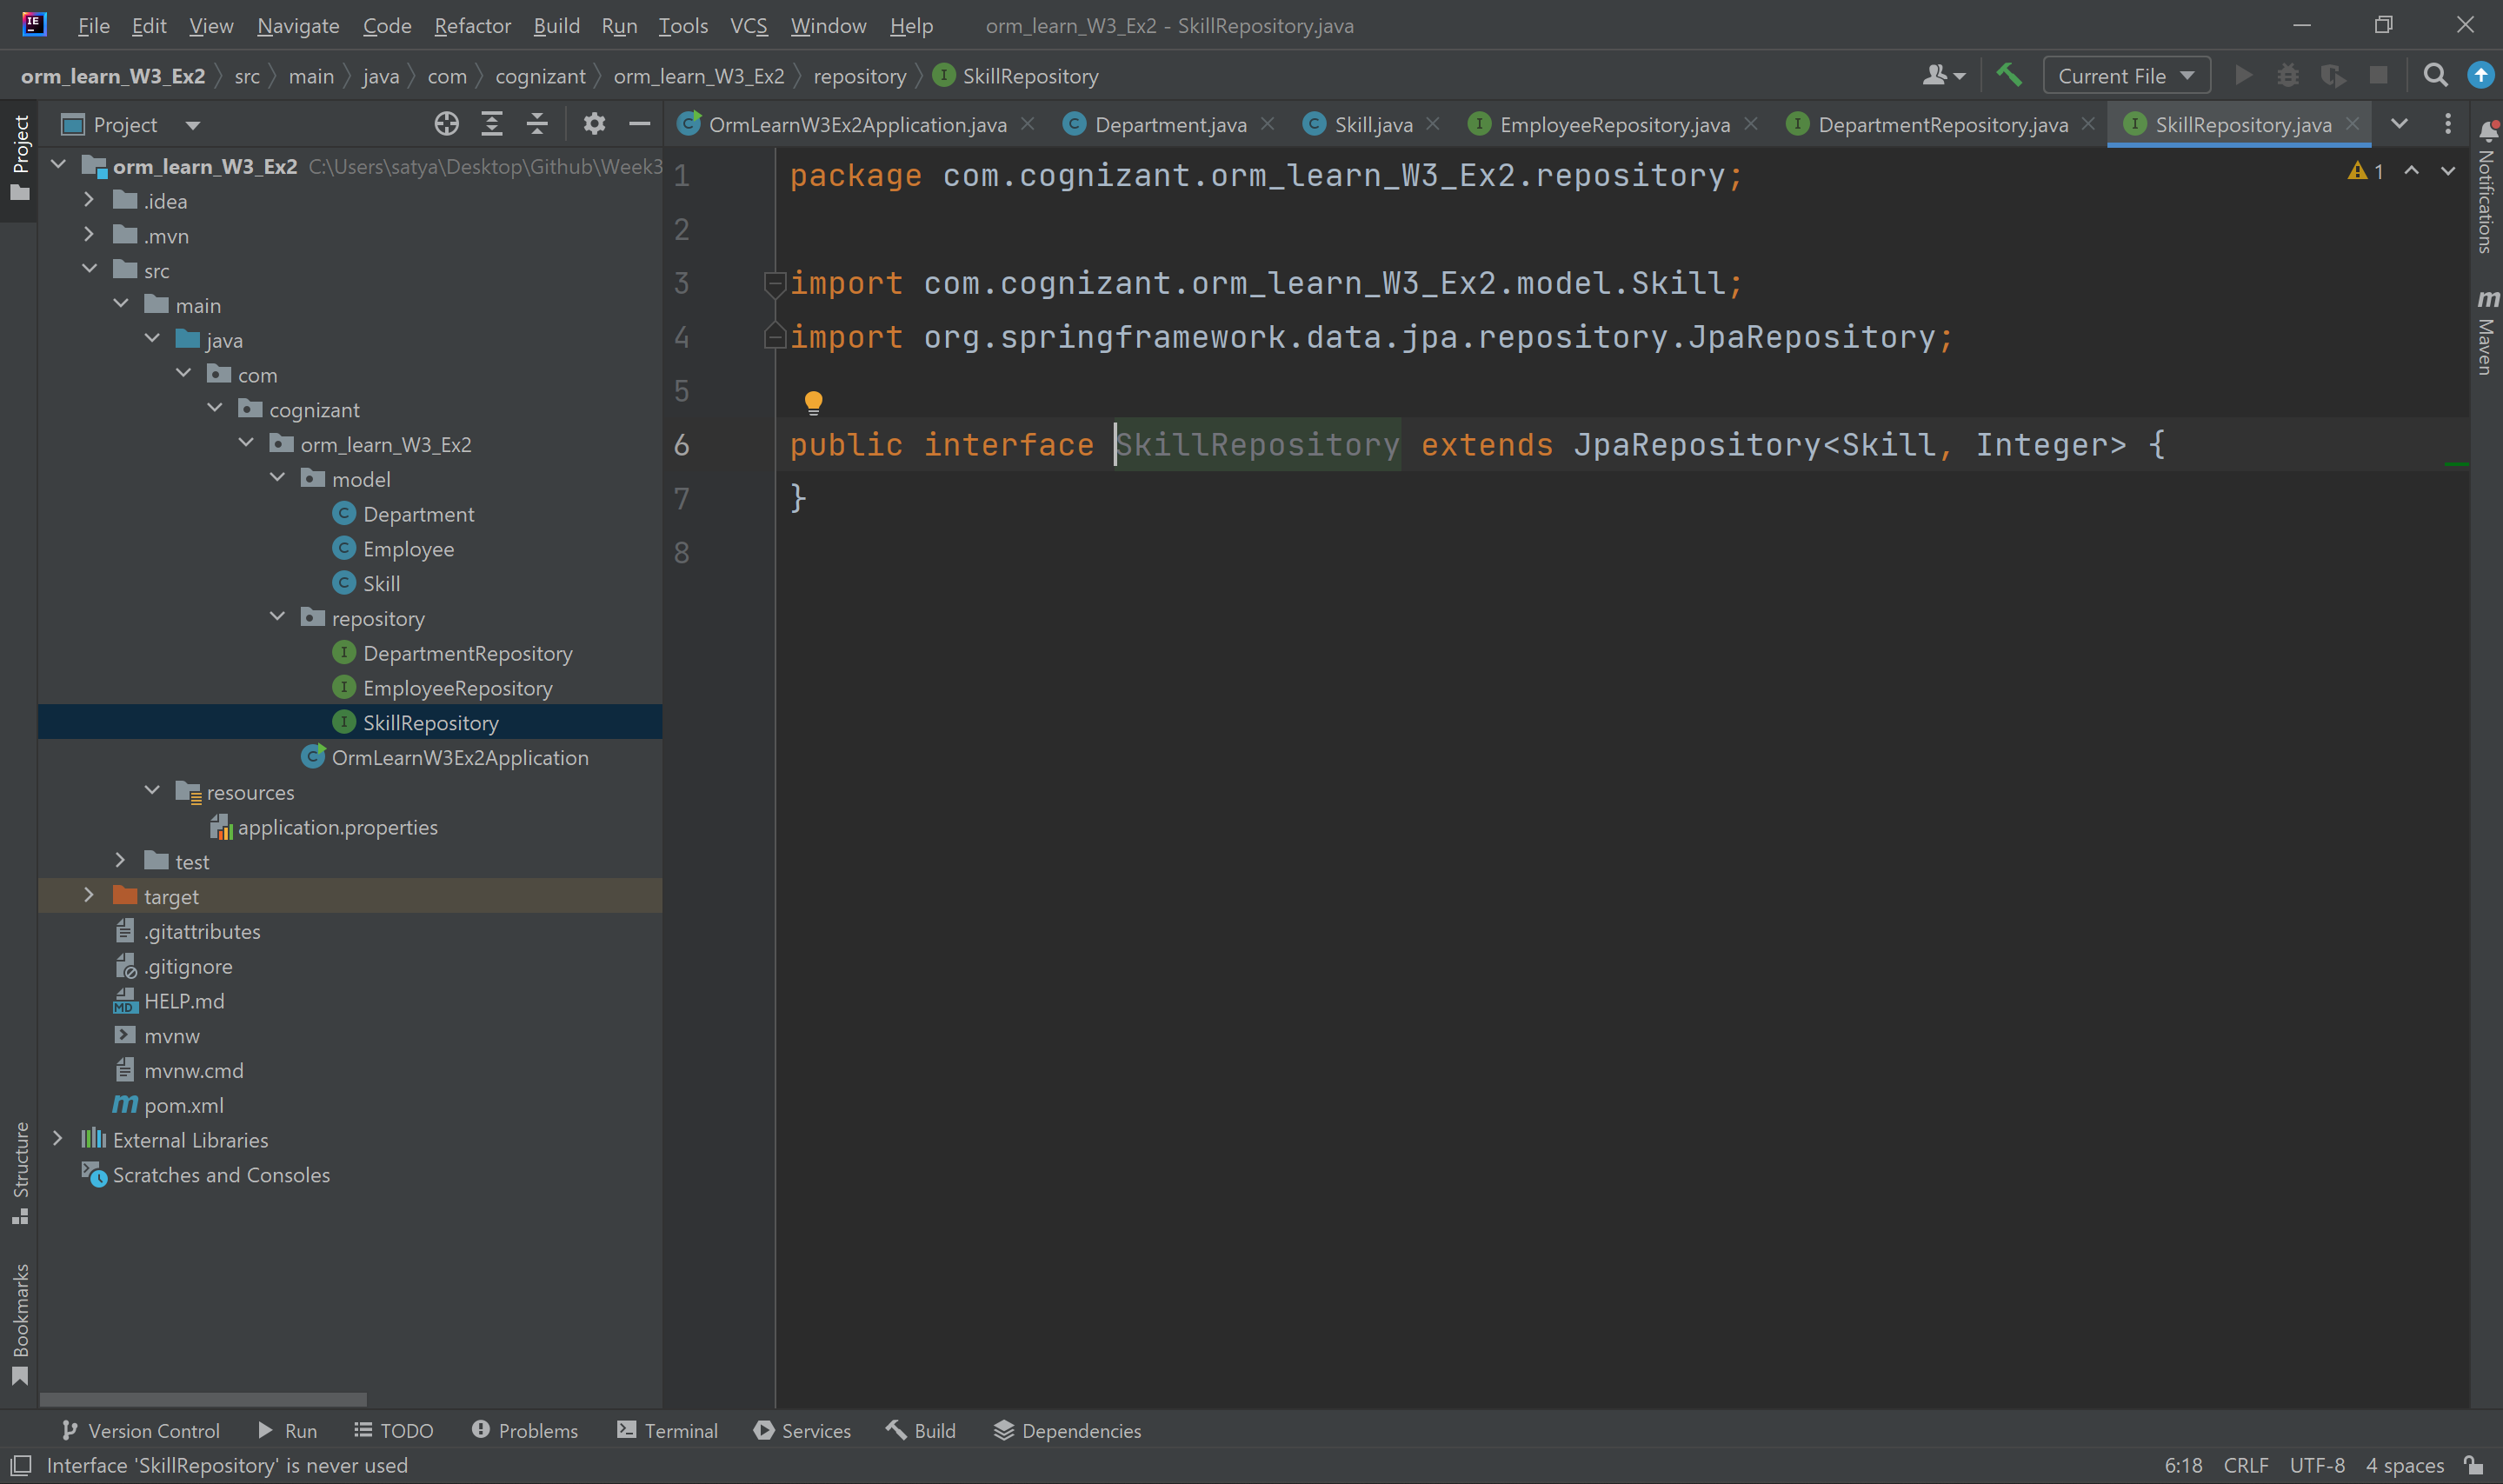 File Edit View Navigate Code Refactor Build Run Tools VCS Window Help orm_learn_W3_Ex2 - SkillRepository.java
orm_learn_W3_Ex2 src main java com cognizant orm_learn_W3_Ex2 repository SkillRepository Current File
Project
Project
OrmLearnW3Ex2Application.java Department.java Skill.java EmployeeRepository.java DepartmentRepository.java SkillRepository.java
orm_learn_W3_Ex2 C:\Users\satya\Desktop\Github\Week3
.idea
.mvn
src
main
java
com
cognizant
orm_learn_W3_Ex2
model
Department
Employee
Skill
repository
DepartmentRepository
EmployeeRepository
SkillRepository
OrmLearnW3Ex2Application
resources
application.properties
test
target
.gitattributes
.gitignore
HELP.md
mvnw
mvnw.cmd
pom.xml
External Libraries
Scratches and Consoles
Structure
Bookmarks
1 package com.cognizant.orm_learn_W3_Ex2.repository;
2
3 import com.cognizant.orm_learn_W3_Ex2.model.Skill;
4 import org.springframework.data.jpa.repository.JpaRepository;
5
6 public interface SkillRepository extends JpaRepository<Skill, Integer> {
7 }
8
1
Notifications
Maven
Version Control Run TODO Problems Terminal Services Build Dependencies
Interface 'SkillRepository' is never used 6:18 CRLF UTF-8 4 spaces